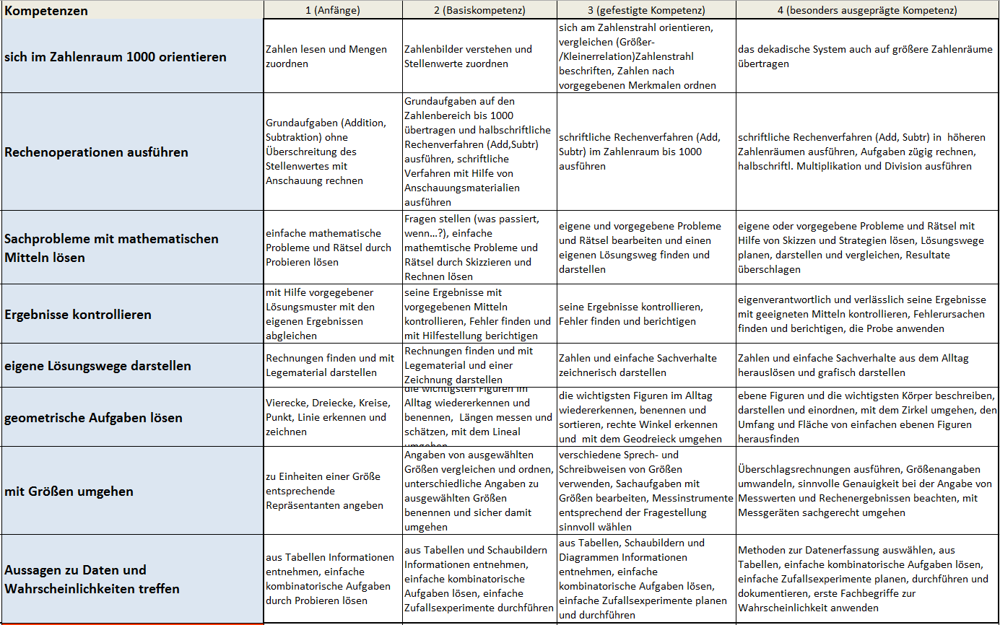 Kompetenzen
1 (Anfänge)
2 (Basiskompetenz)
3 (gefestigte Kompetenz)
4 (besonders ausgeprägte Kompetenz)
sich im Zahlenraum 1000 orientieren
Zahlen lesen und Mengen
zuordnen
Zahlenbilder verstehen und
Stellenwerte zuordnen
sich am Zahlenstrahl orientieren,
vergleichen (Größer-
/Kleinerrelation)Zahlenstrahl
beschriften, Zahlen nach
vorgegebenen Merkmalen ordnen
das dekadische System auch auf größere Zahlenräume
übertragen
Rechenoperationen ausführen
Grundaufgaben (Addition,
Subtraktion) ohne
Überschreitung des
Stellenwertes mit
Anschauung rechnen
Grundaufgaben auf den
Zahlenbereich bis 1000
übertragen und halbschriftliche
Rechenverfahren (Add,Subtr)
ausführen, schriftliche
Verfahren mit Hilfe von
Anschauungsmaterialien
ausführen
schriftliche Rechenverfahren (Add,
Subtr) im Zahlenraum bis 1000
ausführen
schriftliche Rechenverfahren (Add, Subtr) in  höheren
Zahlenräumen ausführen, Aufgaben zügig rechnen,
halbschriftl. Multiplikation und Division ausführen
Sachprobleme mit mathematischen
Mitteln lösen
einfache mathematische
Probleme und Rätsel durch
Probieren lösen
Fragen stellen (was passiert,
wenn...?), einfache
mathemtische Probleme und
Rätsel durch Skizzieren und
Rechnen lösen
eigene und vorgegebene Probleme
und Rätsel bearbeiten und einen
eigenen Lösungsweg finden und
darstellen
eigene oder vorgegebene Probleme und Rätsel mit
Hilfe von Skizzen und Strategien lösen, Lösungswege
planen, darstellen und vergleichen, Resultate
überschlagen
Ergebnisse kontrollieren
mit Hilfe vorgegebener
Lösungsmuster mit den
eigenen Ergebnissen
abgleichen
seine Ergebnisse mit
vorgegebenen Mitteln
kontrollieren, Fehler finden und
mit Hilfestellung berichtigen
seine Ergebnisse kontrollieren,
Fehler finden und berichtigen
eigenverantwortlich und verlässlich seine Ergebnisse
mit geeigneten Mitteln kontrollieren, Fehlerursachen
finden und berichtigen, die Probe anwenden
eigene Lösungswege darstellen
Rechnungen finden und mit
Legematerial darstellen
Rechnungen finden und mit
Legematerial und einer
Zeichnung darstellen
Zahlen und einfache Sachverhalte
zeichnerisch darstellen
Zahlen und einfache Sachverhalte aus dem Alltag
herauslösen und grafisch darstellen
geometrische Aufgaben lösen
Vierecke, Dreiecke, Kreise,
Punkt, Linie erkennen und
zeichnen
die wichtigsten Figuren im
Alltag wiedererkennen und
benennen,  Längen messen und
schätzen, mit dem Lineal
umgehen
die wichtigsten Figuren im Alltag
wiedererkennen, benennen und
sortieren, rechte Winkel erkennen
und  mit dem Geodreieck umgehen
ebene Figuren und die wichtigsten Körper beschreiben,
darstellen und einordnen, mit dem Zirkel umgehen, den
Umfang und Fläche von einfachen ebenen Figuren
herausfinden
mit Größen umgehen
zu Einheiten einer Größe
entsprechende
Repräsentanten angeben
Angaben von ausgewählten
Größen vergleichen und ordnen,
unterschiedliche Angaben zu
ausgewählten Größen
benennen und sicher damit
umgehen
verschiedene Sprech- und
Schreibweisen von Größen
verwenden, Sachaufgaben mit
Größen bearbeiten, Messinstrumente
entsprechend der Fragestellung
sinnvoll wählen
Überschlagsrechnungen ausführen, Größenangaben
umwandeln, sinnvolle Genauigkeit bei der Angabe von
Messwerten und Rechenergebnissen beachten, mit
Messgeräten sachgerecht umgehen
Aussagen zu Daten und
Wahrscheinlichkeiten treffen
aus Tabellen Informationen
entnehmen, einfache
kombinatorische Aufgaben
durch Probieren lösen
aus Tabellen und Schaubildern
Informationen entnehmen,
einfache kombinatorische
Aufgaben lösen, einfache
Zufallsexperimente durchführen
aus Tabellen, Schaubildern und
Diagrammen Informationen
entnehmen, einfache
kombinatorische Aufgaben lösen,
einfache Zufallsexperimente planen
und durchführen
Methoden zur Datenerfassung auswählen, aus
Tabellen, einfache kombinatorische Aufgaben lösen,
einfache Zufallsexperimente planen, durchführen und
dokumentieren, erste Fachbegriffe zur
Wahrscheinlichkeit anwenden